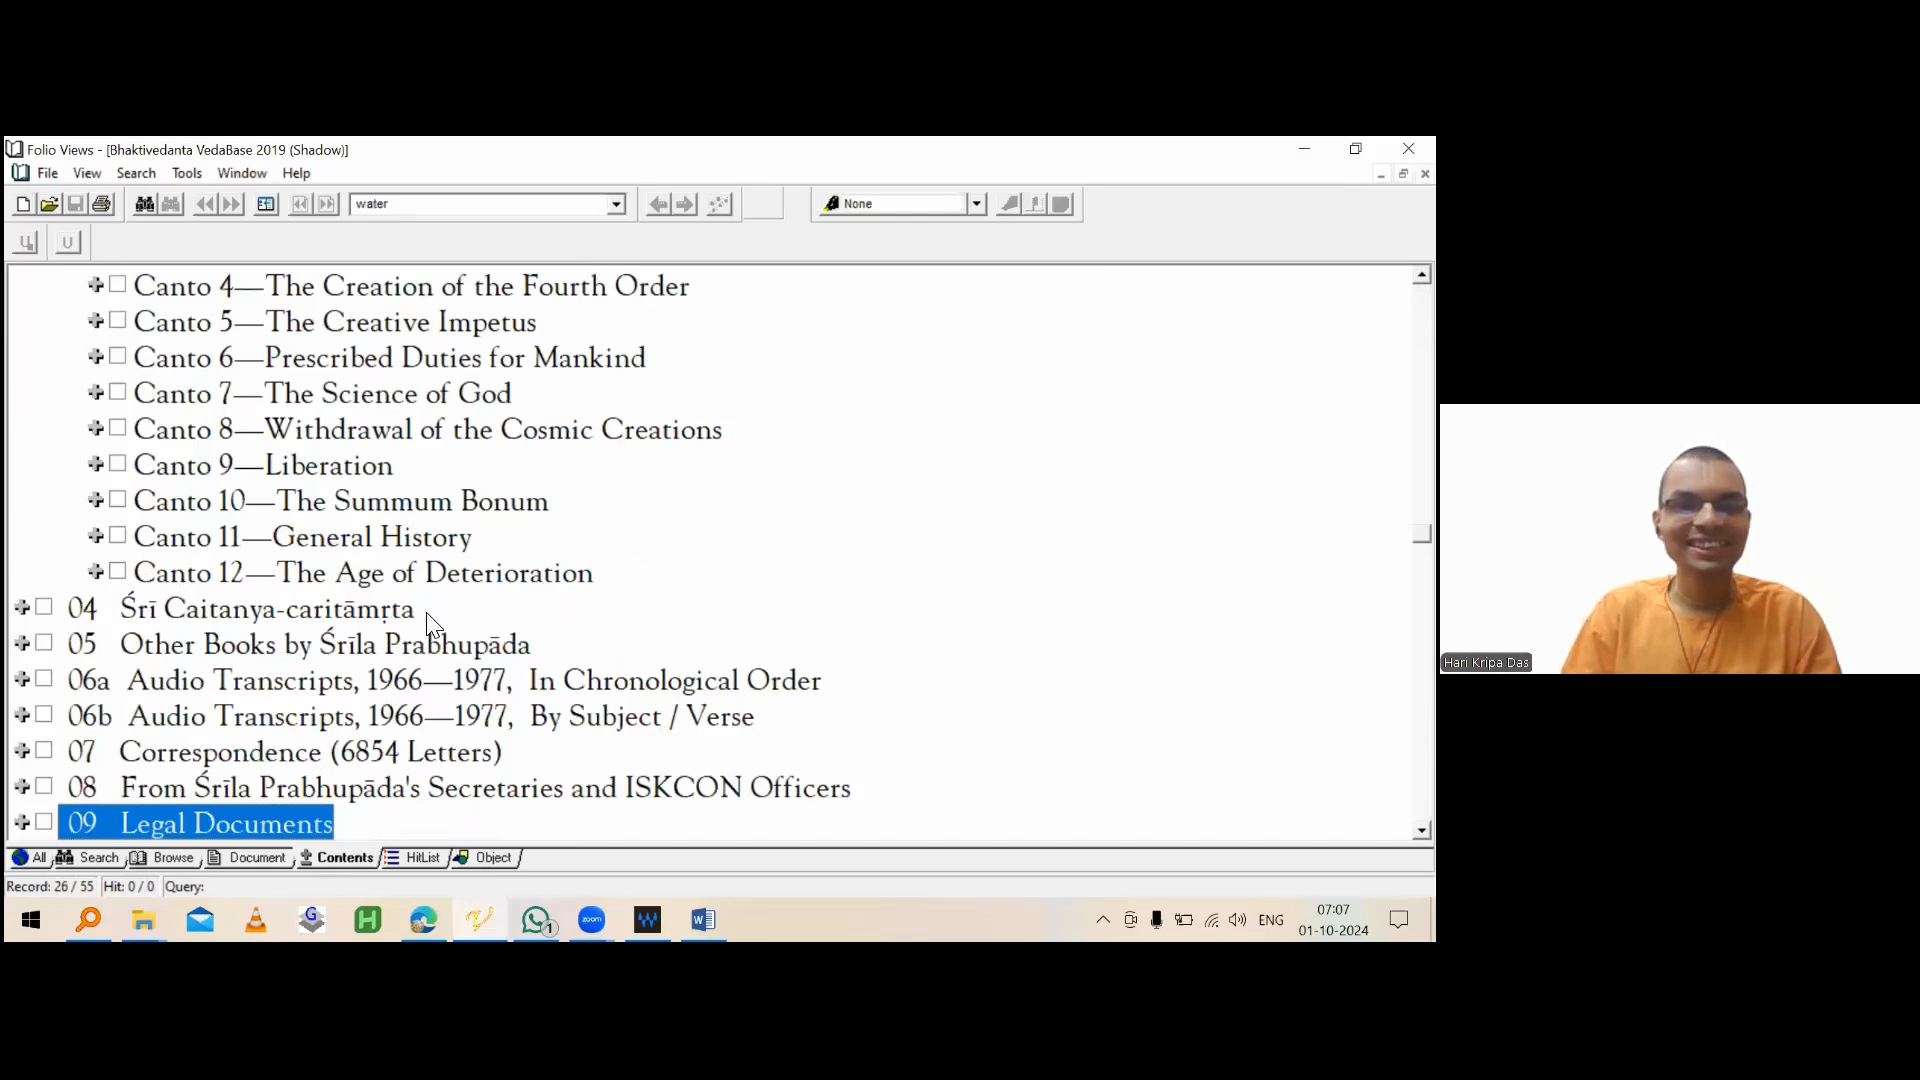 Folio Views - [Bhaktivedanta VedaBase 2019 (Shadow)]
File View Search Tools Window Help
water
None
Canto 4—The Creation of the Fourth Order
Canto 5—The Creative Impetus
Canto 6—Prescribed Duties for Mankind
Canto 7—The Science of God
Canto 8—Withdrawal of the Cosmic Creations
Canto 9—Liberation
Canto 10—The Summum Bonum
Canto 11—General History
Canto 12—The Age of Deterioration
04 Śrī Caitanya-caritāmṛta
05 Other Books by Śrīla Prabhupāda
06a Audio Transcripts, 1966—1977, In Chronological Order
06b Audio Transcripts, 1966—1977, By Subject / Verse
07 Correspondence (6854 Letters)
08 From Śrīla Prabhupāda's Secretaries and ISKCON Officers
09 Legal Documents
All Search Browse Document Contents HitList Object
Record: 26 / 55 Hit: 0 / 0 Query:
zoom
1
ENG
07:07
01-10-2024
Hari Kripa Das